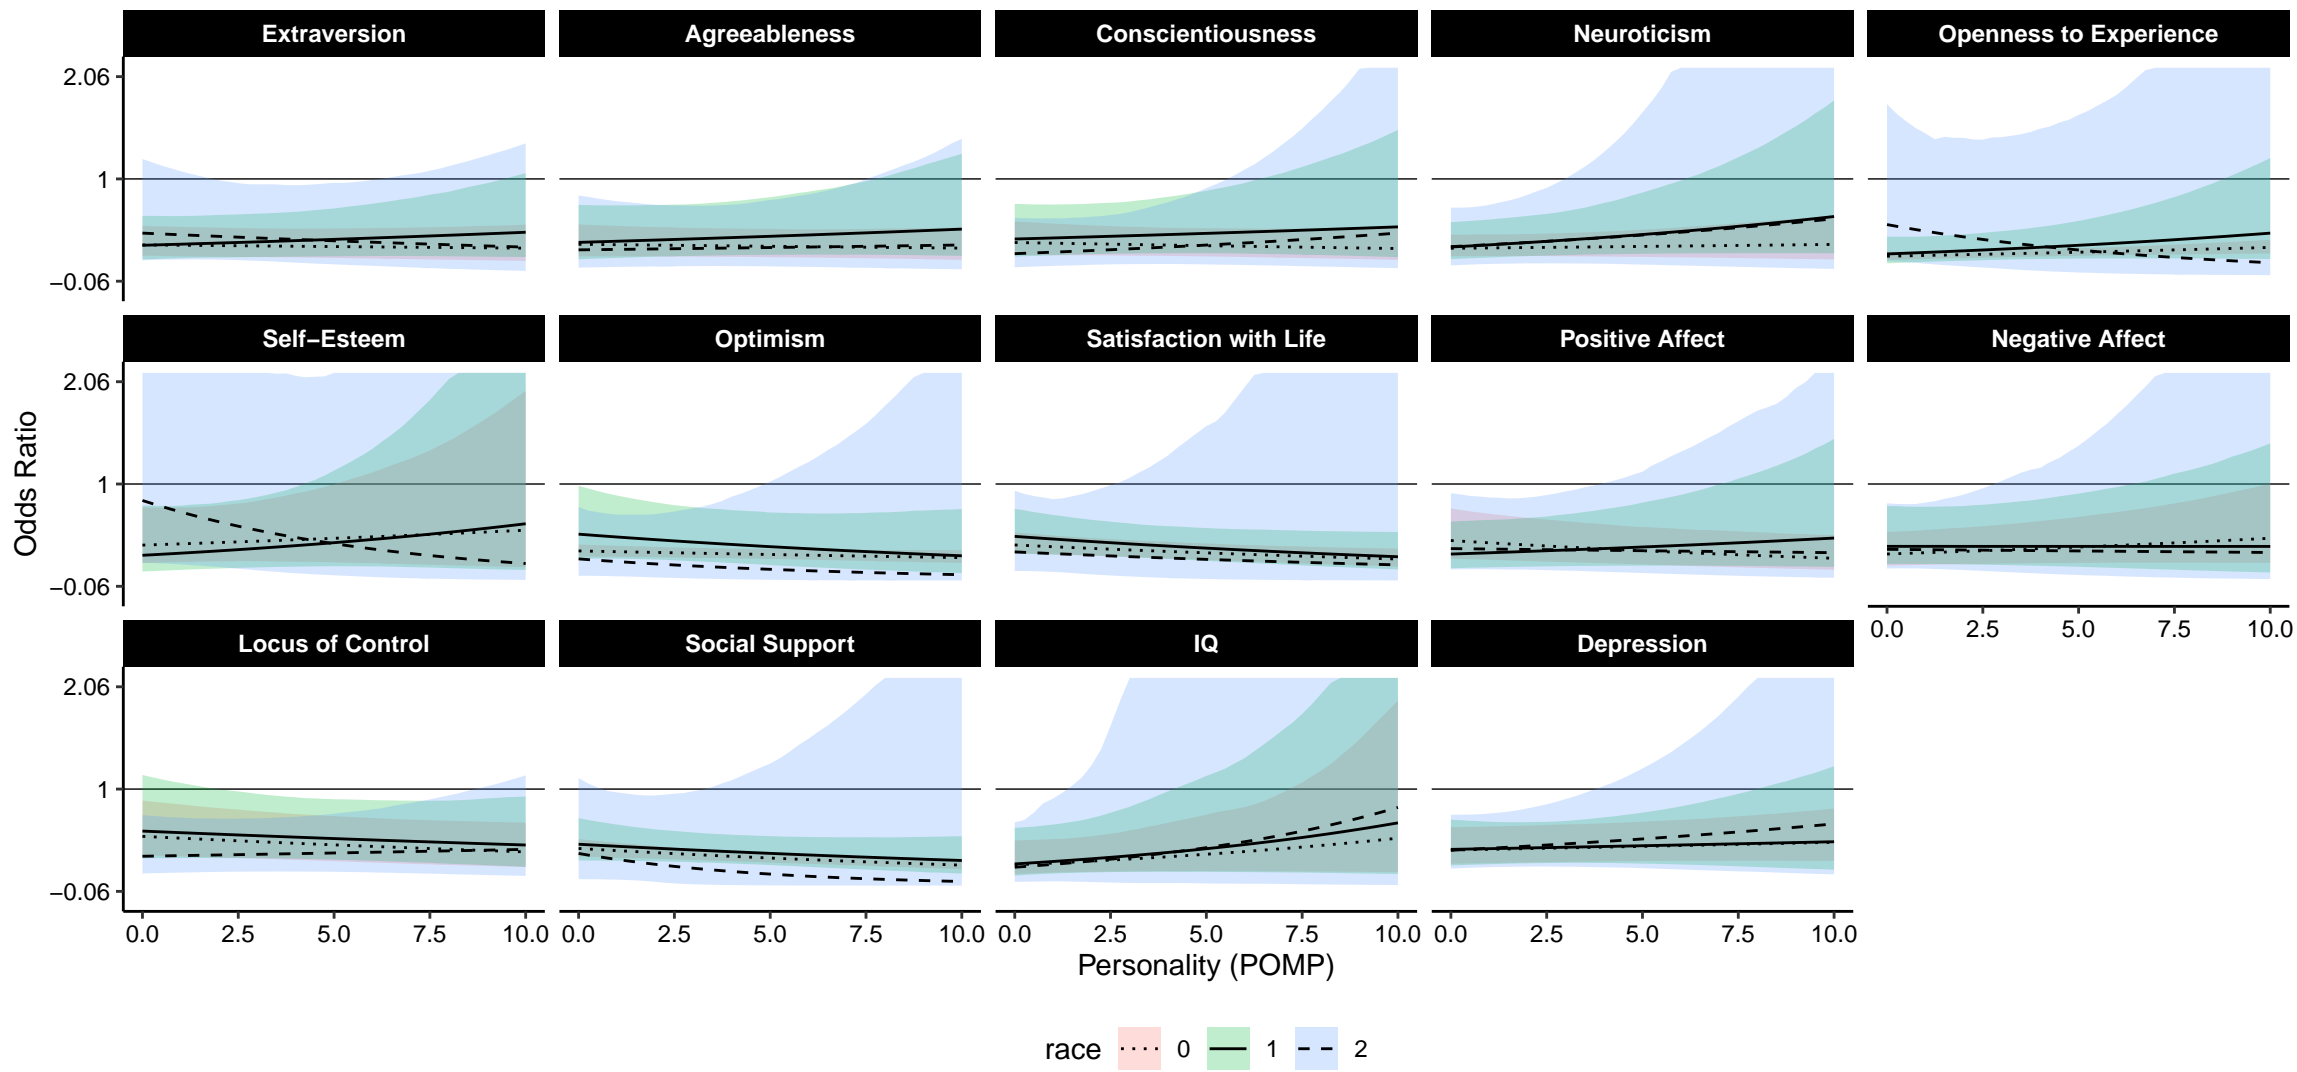 Extraversion Agreeableness Conscientiousness Neuroticism Openness to Experience
2.06
1
−0.06
Self−Esteem Optimism Satisfaction with Life Positive Affect Negative Affect
2.06
1
−0.06
0.0 2.5 5.0 7.5 10.0
Odds Ratio
Locus of Control Social Support IQ Depression
2.06
1
−0.06
0.0 2.5 5.0 7.5 10.0 0.0 2.5 5.0 7.5 10.0 0.0 2.5 5.0 7.5 10.0 0.0 2.5 5.0 7.5 10.0
Personality (POMP)
race 0 1 2